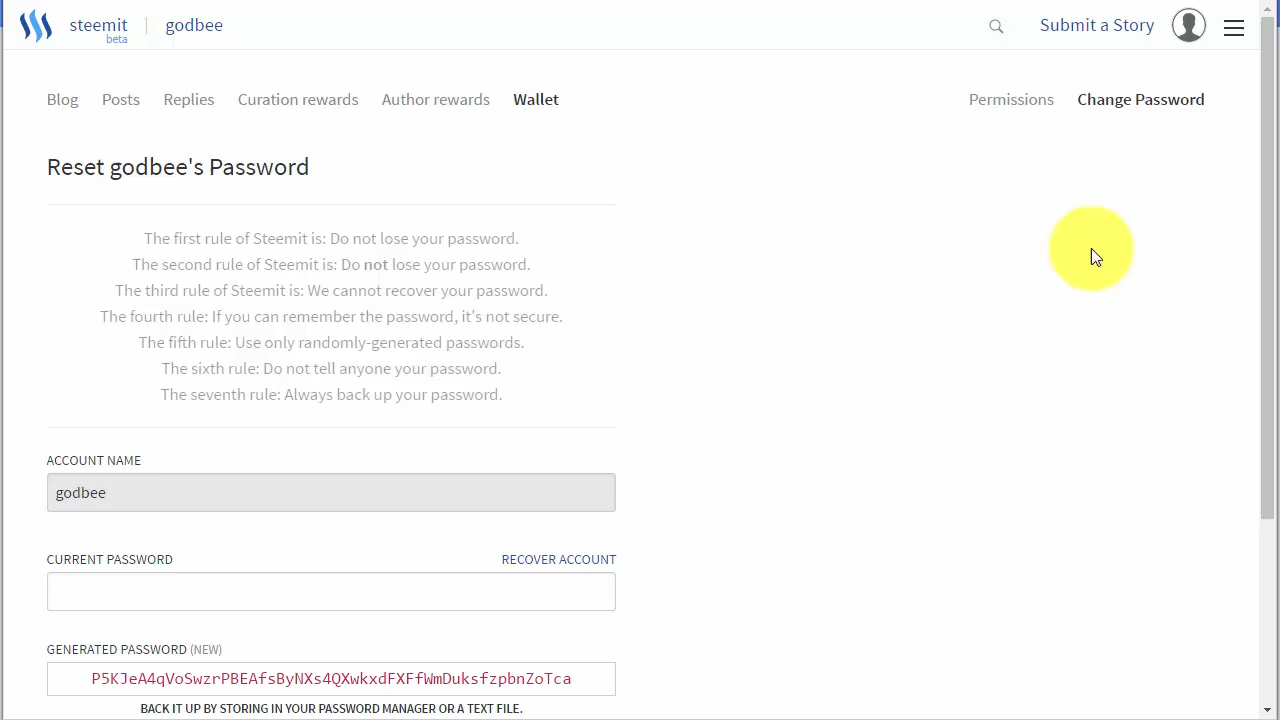 steemit
beta
godbee
Submit a Story
Blog Posts Replies Curation rewards Author rewards Wallet Permissions Change Password
Reset godbee's Password
The first rule of Steemit is: Do not lose your password.
The second rule of Steemit is: Do not lose your password.
The third rule of Steemit is: We cannot recover your password.
The fourth rule: If you can remember the password, it's not secure.
The fifth rule: Use only randomly-generated passwords.
The sixth rule: Do not tell anyone your password.
The seventh rule: Always back up your password.
ACCOUNT NAME
godbee
CURRENT PASSWORD RECOVER ACCOUNT
GENERATED PASSWORD (NEW)
P5KJeA4qVoSwzrPBEAfsByNXs4QXwkxdFXFfWmDuksfzpbnZoTca
BACK IT UP BY STORING IN YOUR PASSWORD MANAGER OR A TEXT FILE.